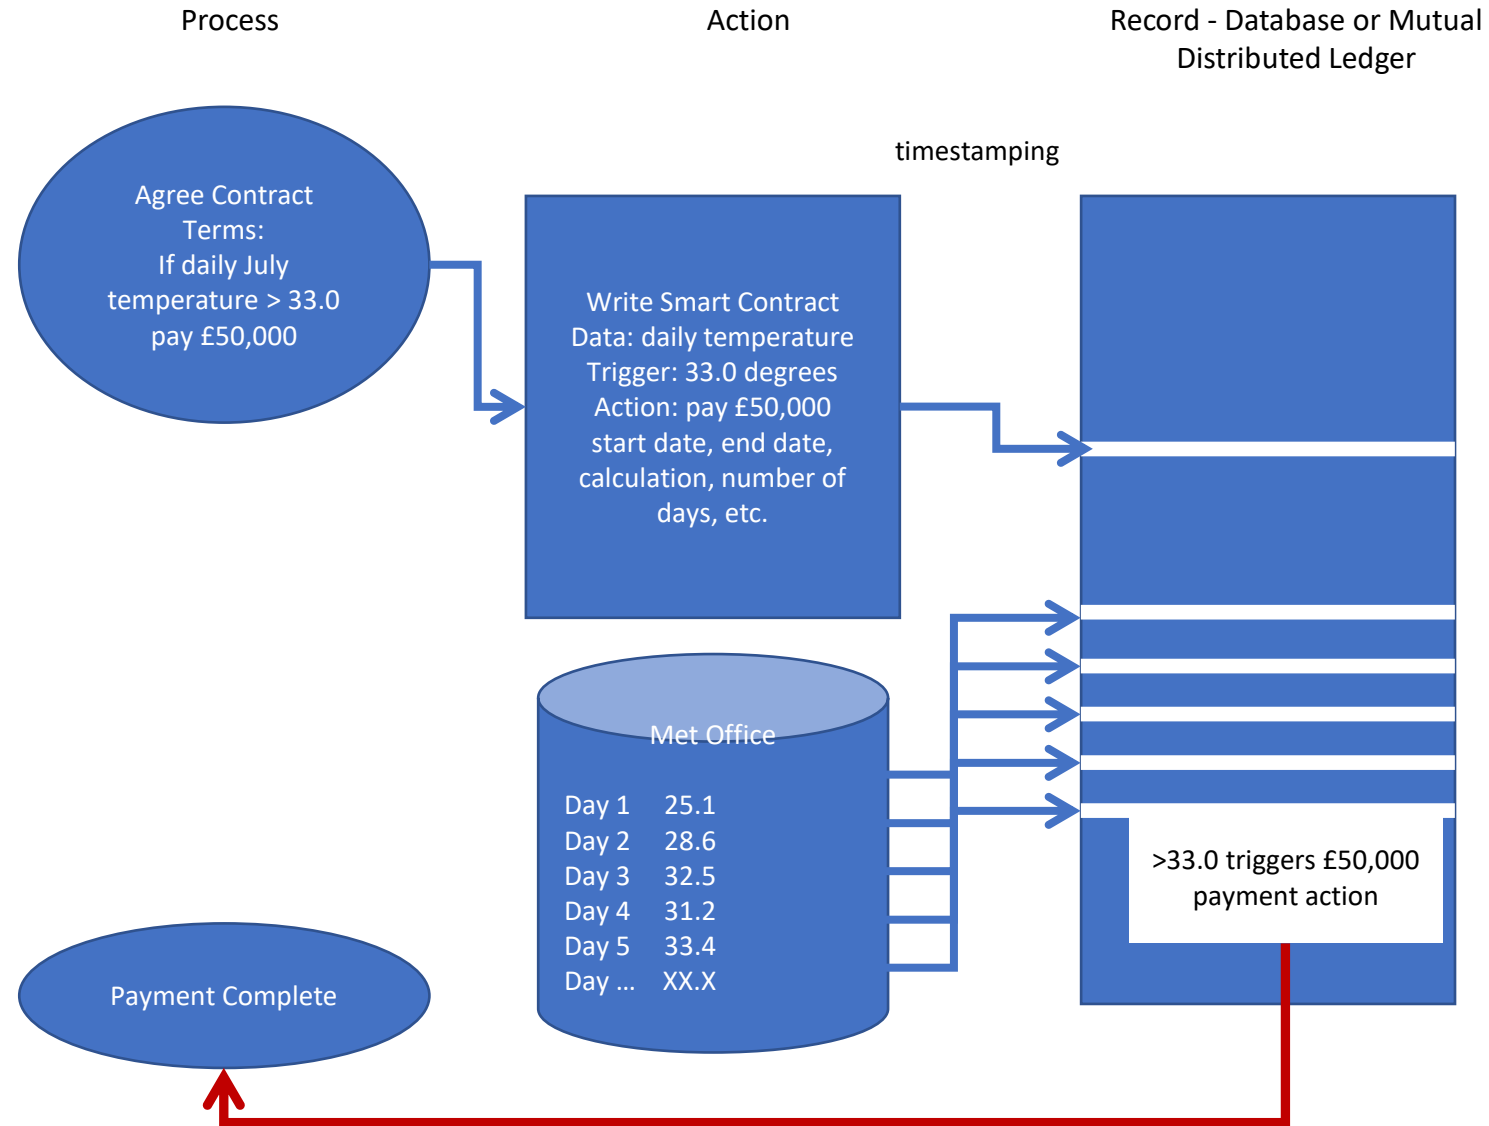 Process
Action
Record - Database or Mutual
Distributed Ledger
timestamping
Agree Contract
Terms:
If daily July
temperature > 33.0
pay £50,000
Write Smart Contract
Data: daily temperature
Trigger: 33.0 degrees
Action: pay £50,000
start date, end date,
calculation, number of
days, etc.
Met Office
Day 1 25.1
Day 2 28.6
Day 3 32.5
Day 4 31.2
Day 5 33.4
Day ... XX.X
>33.0 triggers £50,000
payment action
Payment Complete